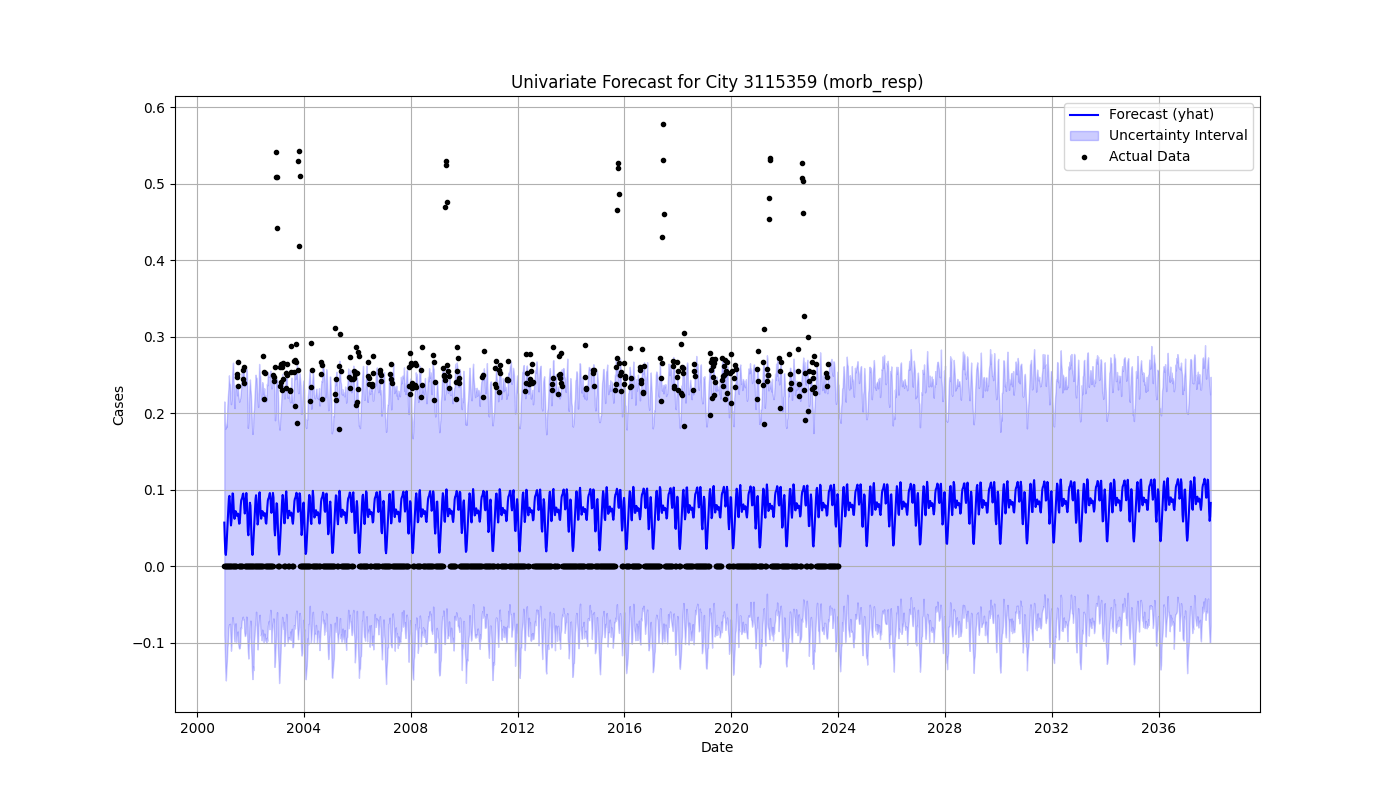 Univariate Forecast for City 3115359 (morb_resp)
Forecast (yhat)
Uncertainty Interval
Actual Data
Cases
0.6
0.5
0.4
0.3
0.2
0.1
0.0
−0.1
2000 2004 2008 2012 2016 2020 2024 2028 2032 2036
Date